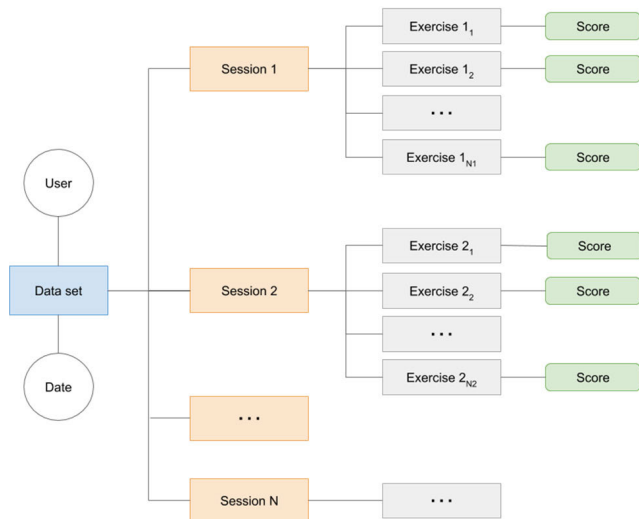 Exercise 1₁
Score
Session 1
Exercise 1₂
Score
...
Exercise 1ₙ₁
Score
User
Exercise 2₁
Score
Data set
Session 2
Exercise 2₂
Score
...
Date
Exercise 2ₙ₂
Score
...
Session N
...